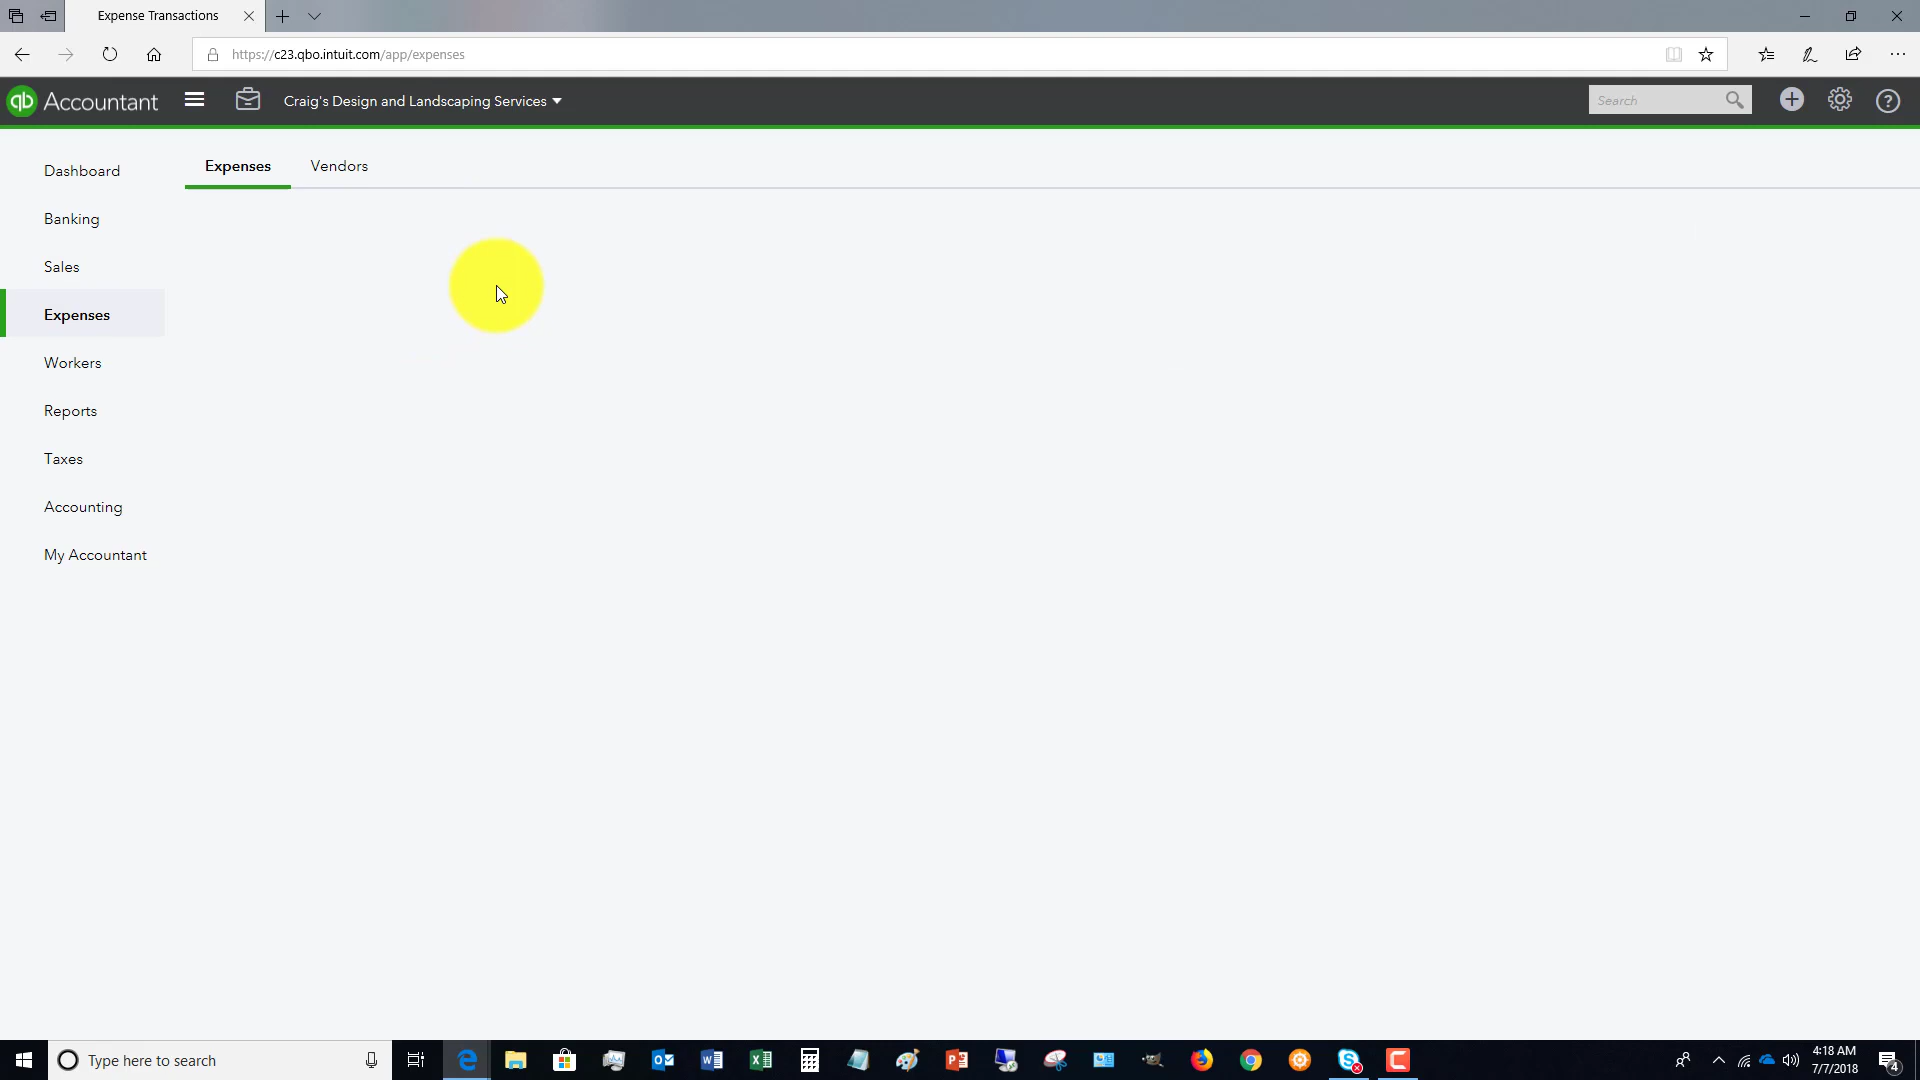 Expense Transactions
https://c23.qbo.intuit.com/app/expenses
qb Accountant
Craig's Design and Landscaping Services
Search
Expenses
Vendors
Dashboard
Banking
Sales
Expenses
Workers
Reports
Taxes
Accounting
My Accountant
Type here to search
4:18 AM
7/7/2018
4